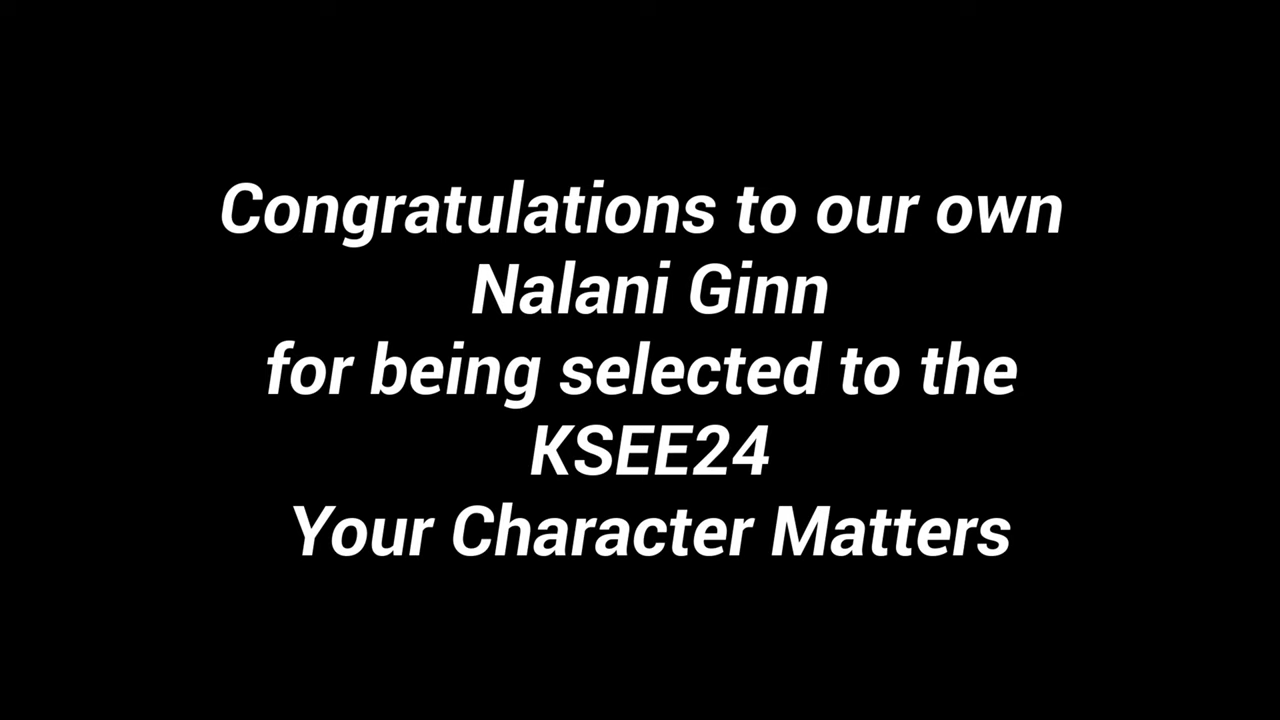 Congratulations to our own
Nalani Ginn
for being selected to the
KSEE24
Your Character Matters